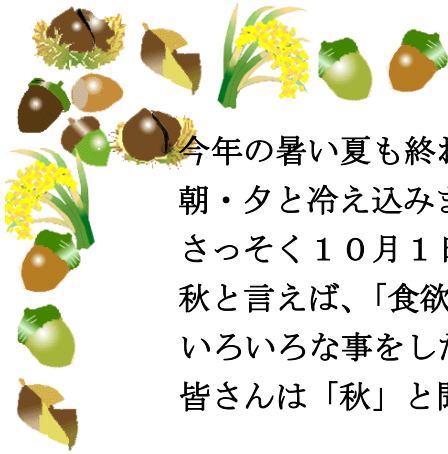 今年の暑い夏も終わ
朝・夕と冷え込みま
さっそく１０月１日
秋と言えば、「食欲
いろいろな事をした
皆さんは「秋」と聞